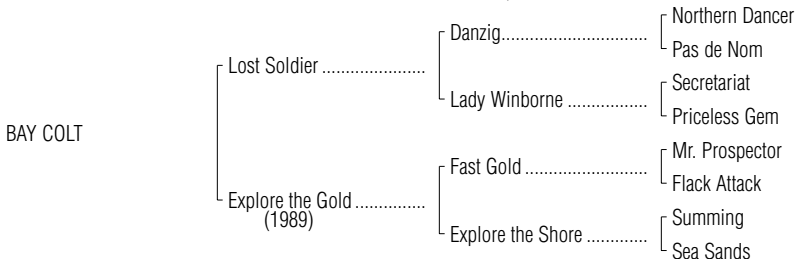 Northern Dancer
Danzig................................
Pas de Nom
Lost Soldier ......................
Secretariat
Lady Winborne .................
Priceless Gem
BAY COLT
Mr. Prospector
Fast Gold ..........................
Flack Attack
Explore the Gold ...............
(1989)
Summing
Explore the Shore .............
Sea Sands